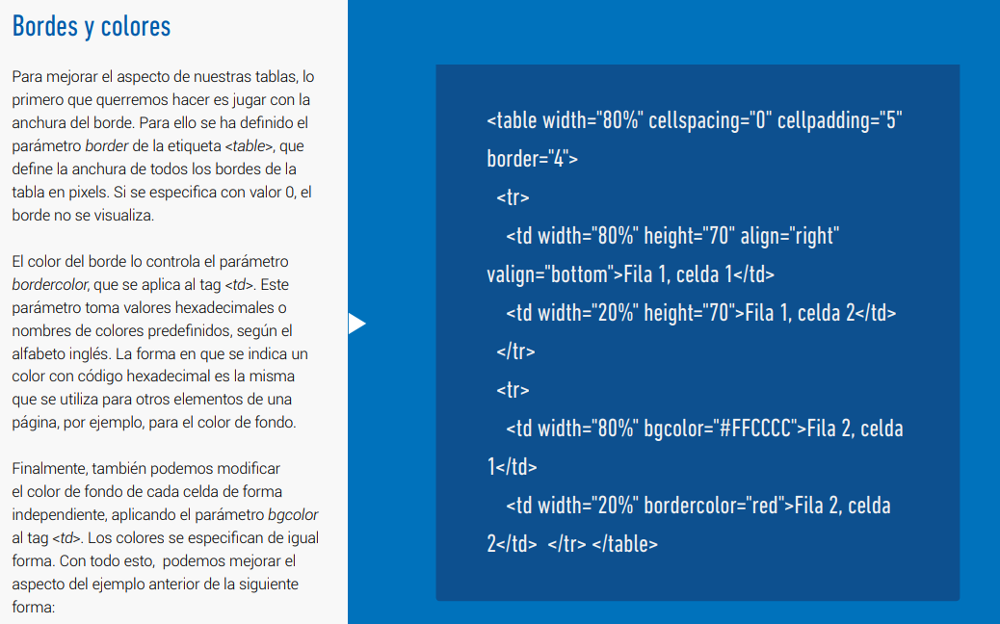 Bordes y colores
Para mejorar el aspecto de nuestras tablas, lo
primero que querremos hacer es jugar con la
anchura del borde. Para ello se ha definido el
parámetro border de la etiqueta <table>, que
define la anchura de todos los bordes de la
tabla en pixels. Si se especifica con valor 0, el
borde no se visualiza.
El color del borde lo controla el parámetro
bordercolor, que se aplica al tag <td>. Este
parámetro toma valores hexadecimales o
nombres de colores predefinidos, según el
alfabeto inglés. La forma en que se indica un
color con código hexadecimal es la misma
que se utiliza para otros elementos de una
página, por ejemplo, para el color de fondo.
Finalmente, también podemos modificar
el color de fondo de cada celda de forma
independiente, aplicando el parámetro bgcolor
al tag <td>. Los colores se especifican de igual
forma. Con todo esto,  podemos mejorar el
aspecto del ejemplo anterior de la siguiente
forma:
<table width="80%" cellspacing="0" cellpadding="5"
border="4">
<tr>
<td width="80%" height="70" align="right"
valign="bottom">Fila 1, celda 1</td>
<td width="20%" height="70">Fila 1, celda 2</td>
</tr>
<tr>
<td width="80%" bgcolor="#FFCCCC">Fila 2, celda
1</td>
<td width="20%" bordercolor="red">Fila 2, celda
2</td>  </tr> </table>